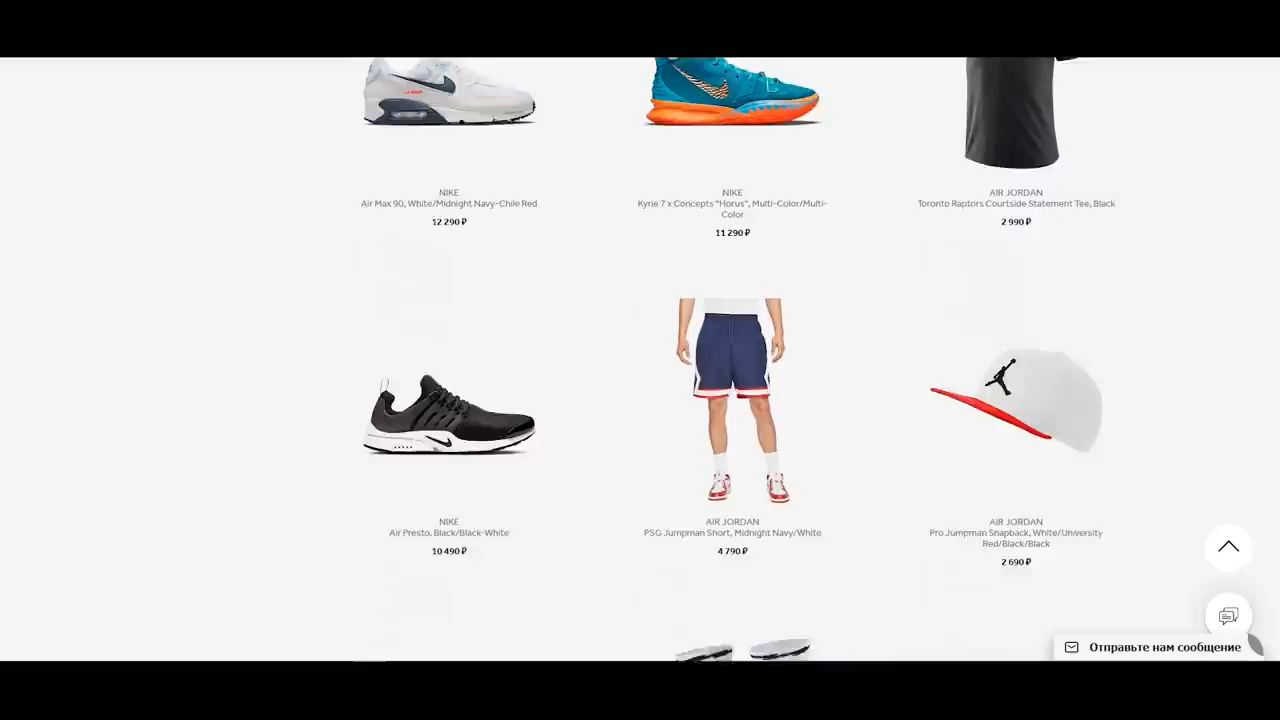 NIKE
Air Max 90, White/Midnight Navy-Chile Red
12 290 ₽
NIKE
Kyrie 7 x Concepts "Horus", Multi-Color/Multi-
Color
11 290 ₽
AIR JORDAN
Toronto Raptors Courtside Statement Tee, Black
2 990 ₽
NIKE
Air Presto, Black/Black-White
10 490 ₽
AIR JORDAN
PSG Jumpman Short, Midnight Navy/White
4 790 ₽
AIR JORDAN
Pro Jumpman Snapback, White/University
Red/Black/Black
2 690 ₽
Отправьте нам сообщение